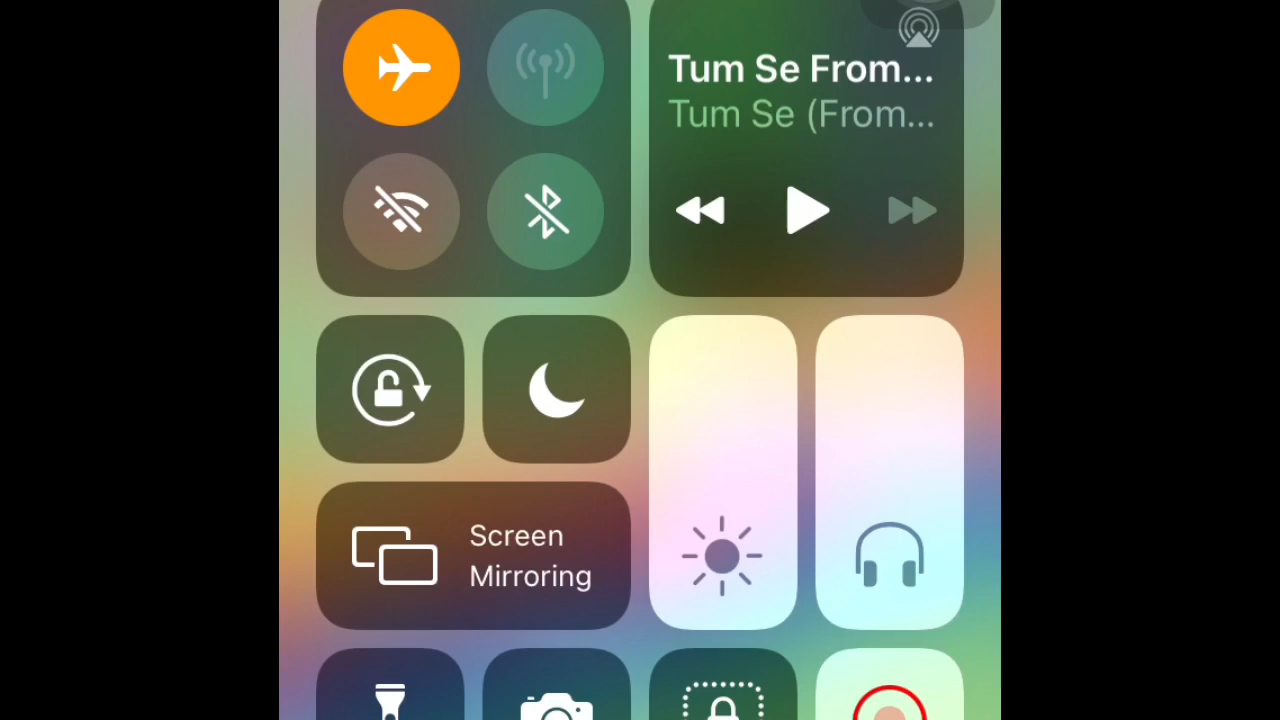 Tum Se From...
Tum Se (From...
Screen
Mirroring